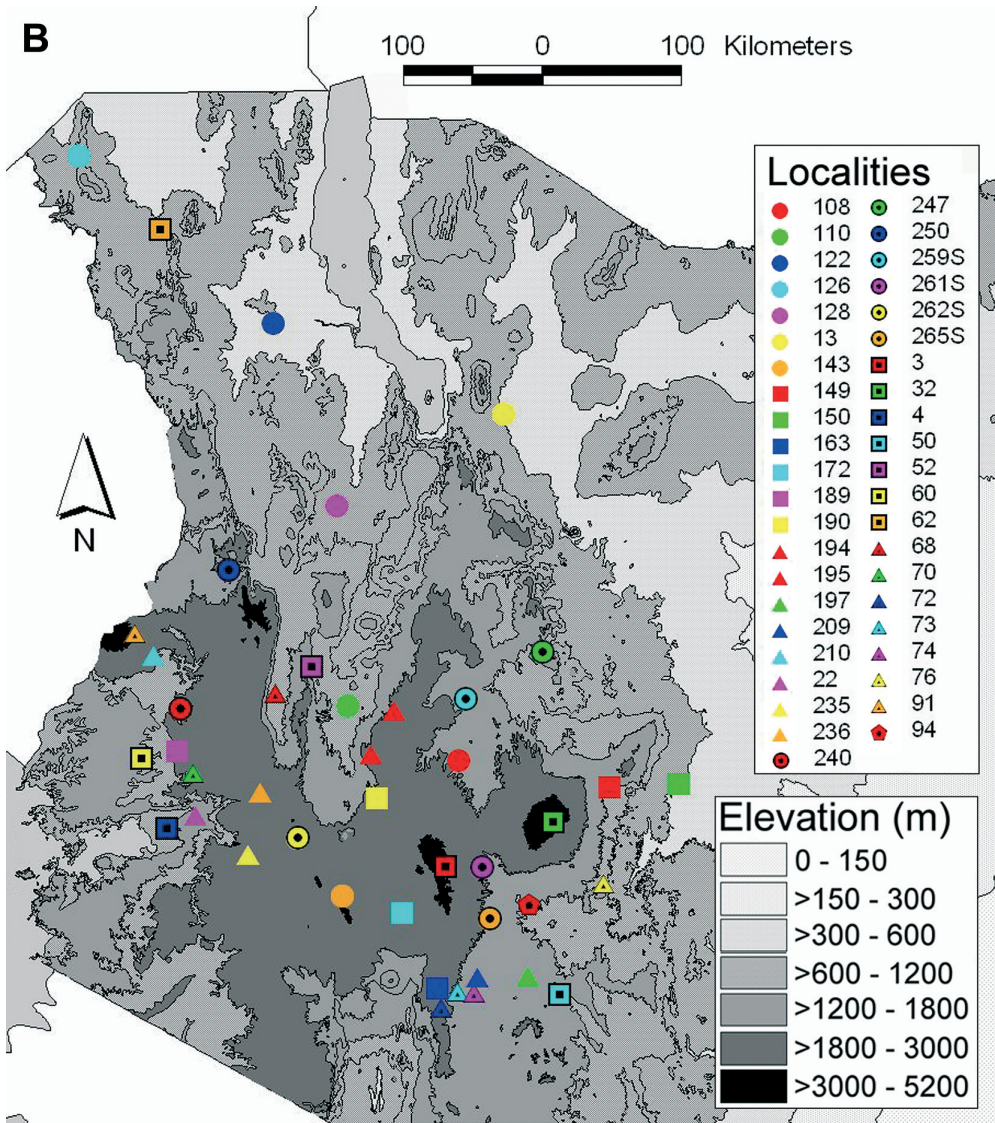 B
100 0 100 Kilometers
N
Localities
108 247
110 250
122 259S
126 261S
128 262S
13 265S
143 3
149 32
150 4
163 50
172 52
189 60
190 62
194 68
195 70
197 72
209 73
210 74
22 76
235 91
236 94
240
Elevation (m)
0 - 150
>150 - 300
>300 - 600
>600 - 1200
>1200 - 1800
>1800 - 3000
>3000 - 5200